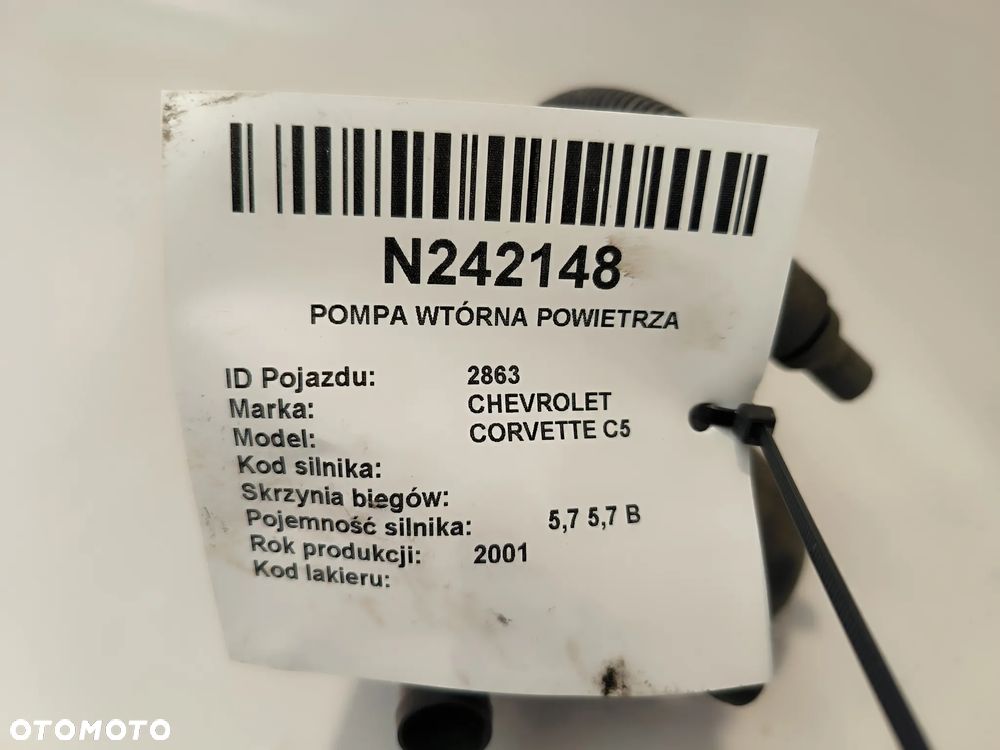 N242148
POMPA WTÓRNA POWIETRZA
ID Pojazdu: 2863
Marka: CHEVROLET
Model: CORVETTE C5
Kod silnika:
Skrzynia biegów:
Pojemność silnika: 5,7 5,7 B
Rok produkcji: 2001
Kod lakieru:
OTOMOTO